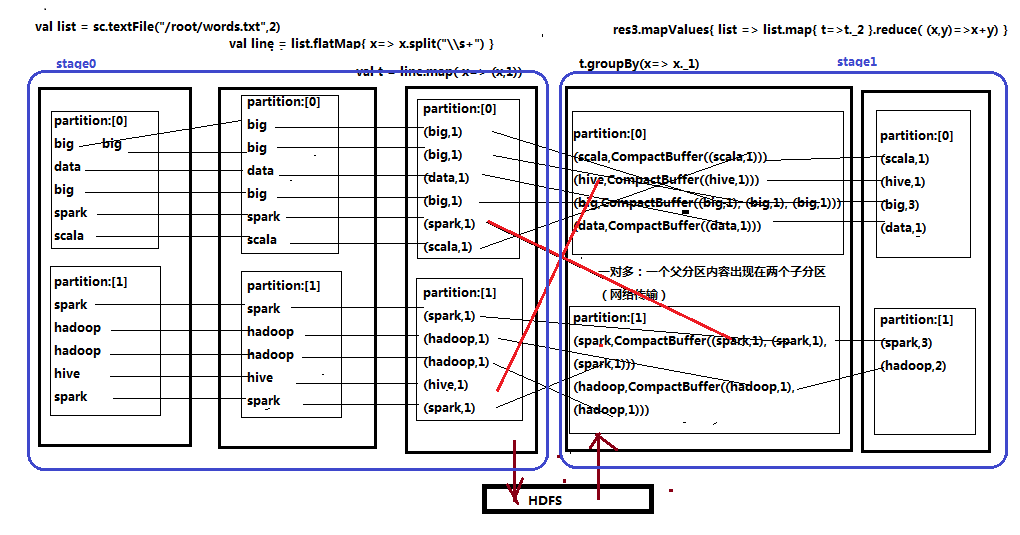 val list = sc.textFile("/root/words.txt",2)
val line = list.flatMap{ x=> x.split("\\s+") }
res3.mapValues{ list => list.map{ t=>t._2 }.reduce( (x,y)=>x+y) }
stage0
val t = line.map( x=> (x,1))
t.groupBy(x=> x._1)
stage1
partition:[0]
big big
data
big
spark
scala
partition:[1]
spark
hadoop
hadoop
hive
spark
partition:[0]
big
big
data
big
spark
scala
partition:[1]
spark
hadoop
hadoop
hive
spark
partition:[0]
(big,1)
(big,1)
(data,1)
(big,1)
(spark,1)
(scala,1)
partition:[1]
(spark,1)
(hadoop,1)
(hadoop,1)
(hive,1)
(spark,1)
partition:[0]
(scala,CompactBuffer((scala,1)))
(hive,CompactBuffer((hive,1)))
(big,CompactBuffer((big,1), (big,1), (big,1)))
(data,CompactBuffer((data,1)))
一对多：一个父分区内容出现在两个子分区
（网络传输）
partition:[1]
(spark,CompactBuffer((spark,1), (spark,1),
(spark,1)))
(hadoop,CompactBuffer((hadoop,1),
(hadoop,1)))
partition:[0]
(scala,1)
(hive,1)
(big,3)
(data,1)
partition:[1]
(spark,3)
(hadoop,2)
HDFS